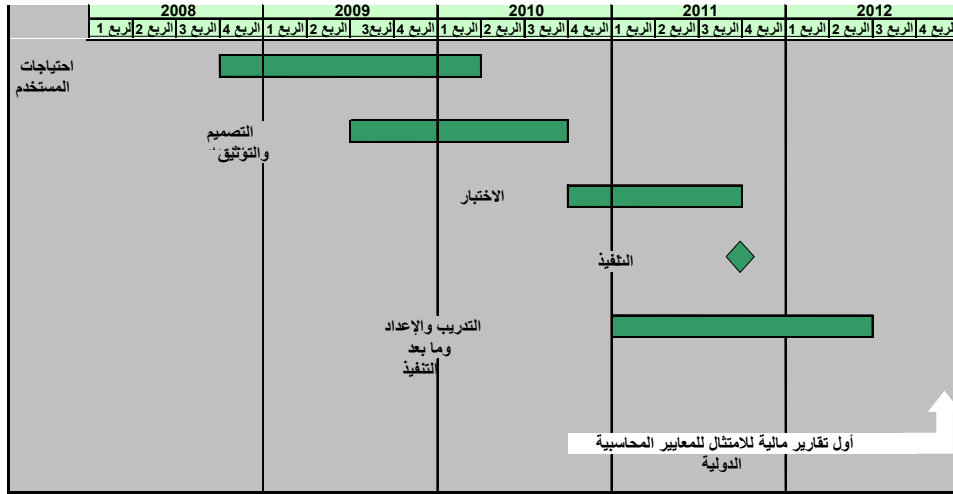 2008 2009 2010 2011 2012
الربع 1 الربع 2 الربع 3 الربع 4 الربع 1 الربع 2 الربع3 الربع 4 الربع 1 الربع 2 الربع 3 الربع 4 الربع 1 الربع 2 الربع 3 الربع 4 الربع 1 الربع 2 الربع 3 الربع 4
احتياجات
المستخدم
التصميم
والتوثيق
الاختبار
التنفيذ
التدريب والإعداد
وما بعد
التنفيذ
أول تقارير مالية للامتثال للمعايير المحاسبية
الدولية